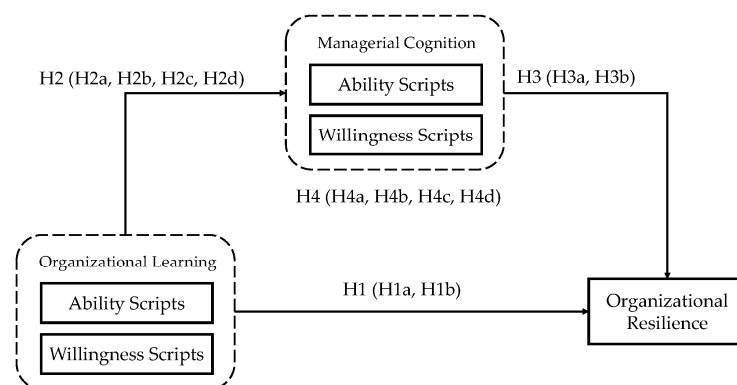 Managerial Cognition
H2 (H2a, H2b, H2c, H2d)
H3 (H3a, H3b)
Ability Scripts
Willingness Scripts
H4 (H4a, H4b, H4c, H4d)
Organizational Learning
H1 (H1a, H1b)
Ability Scripts
Willingness Scripts
Organizational
Resilience